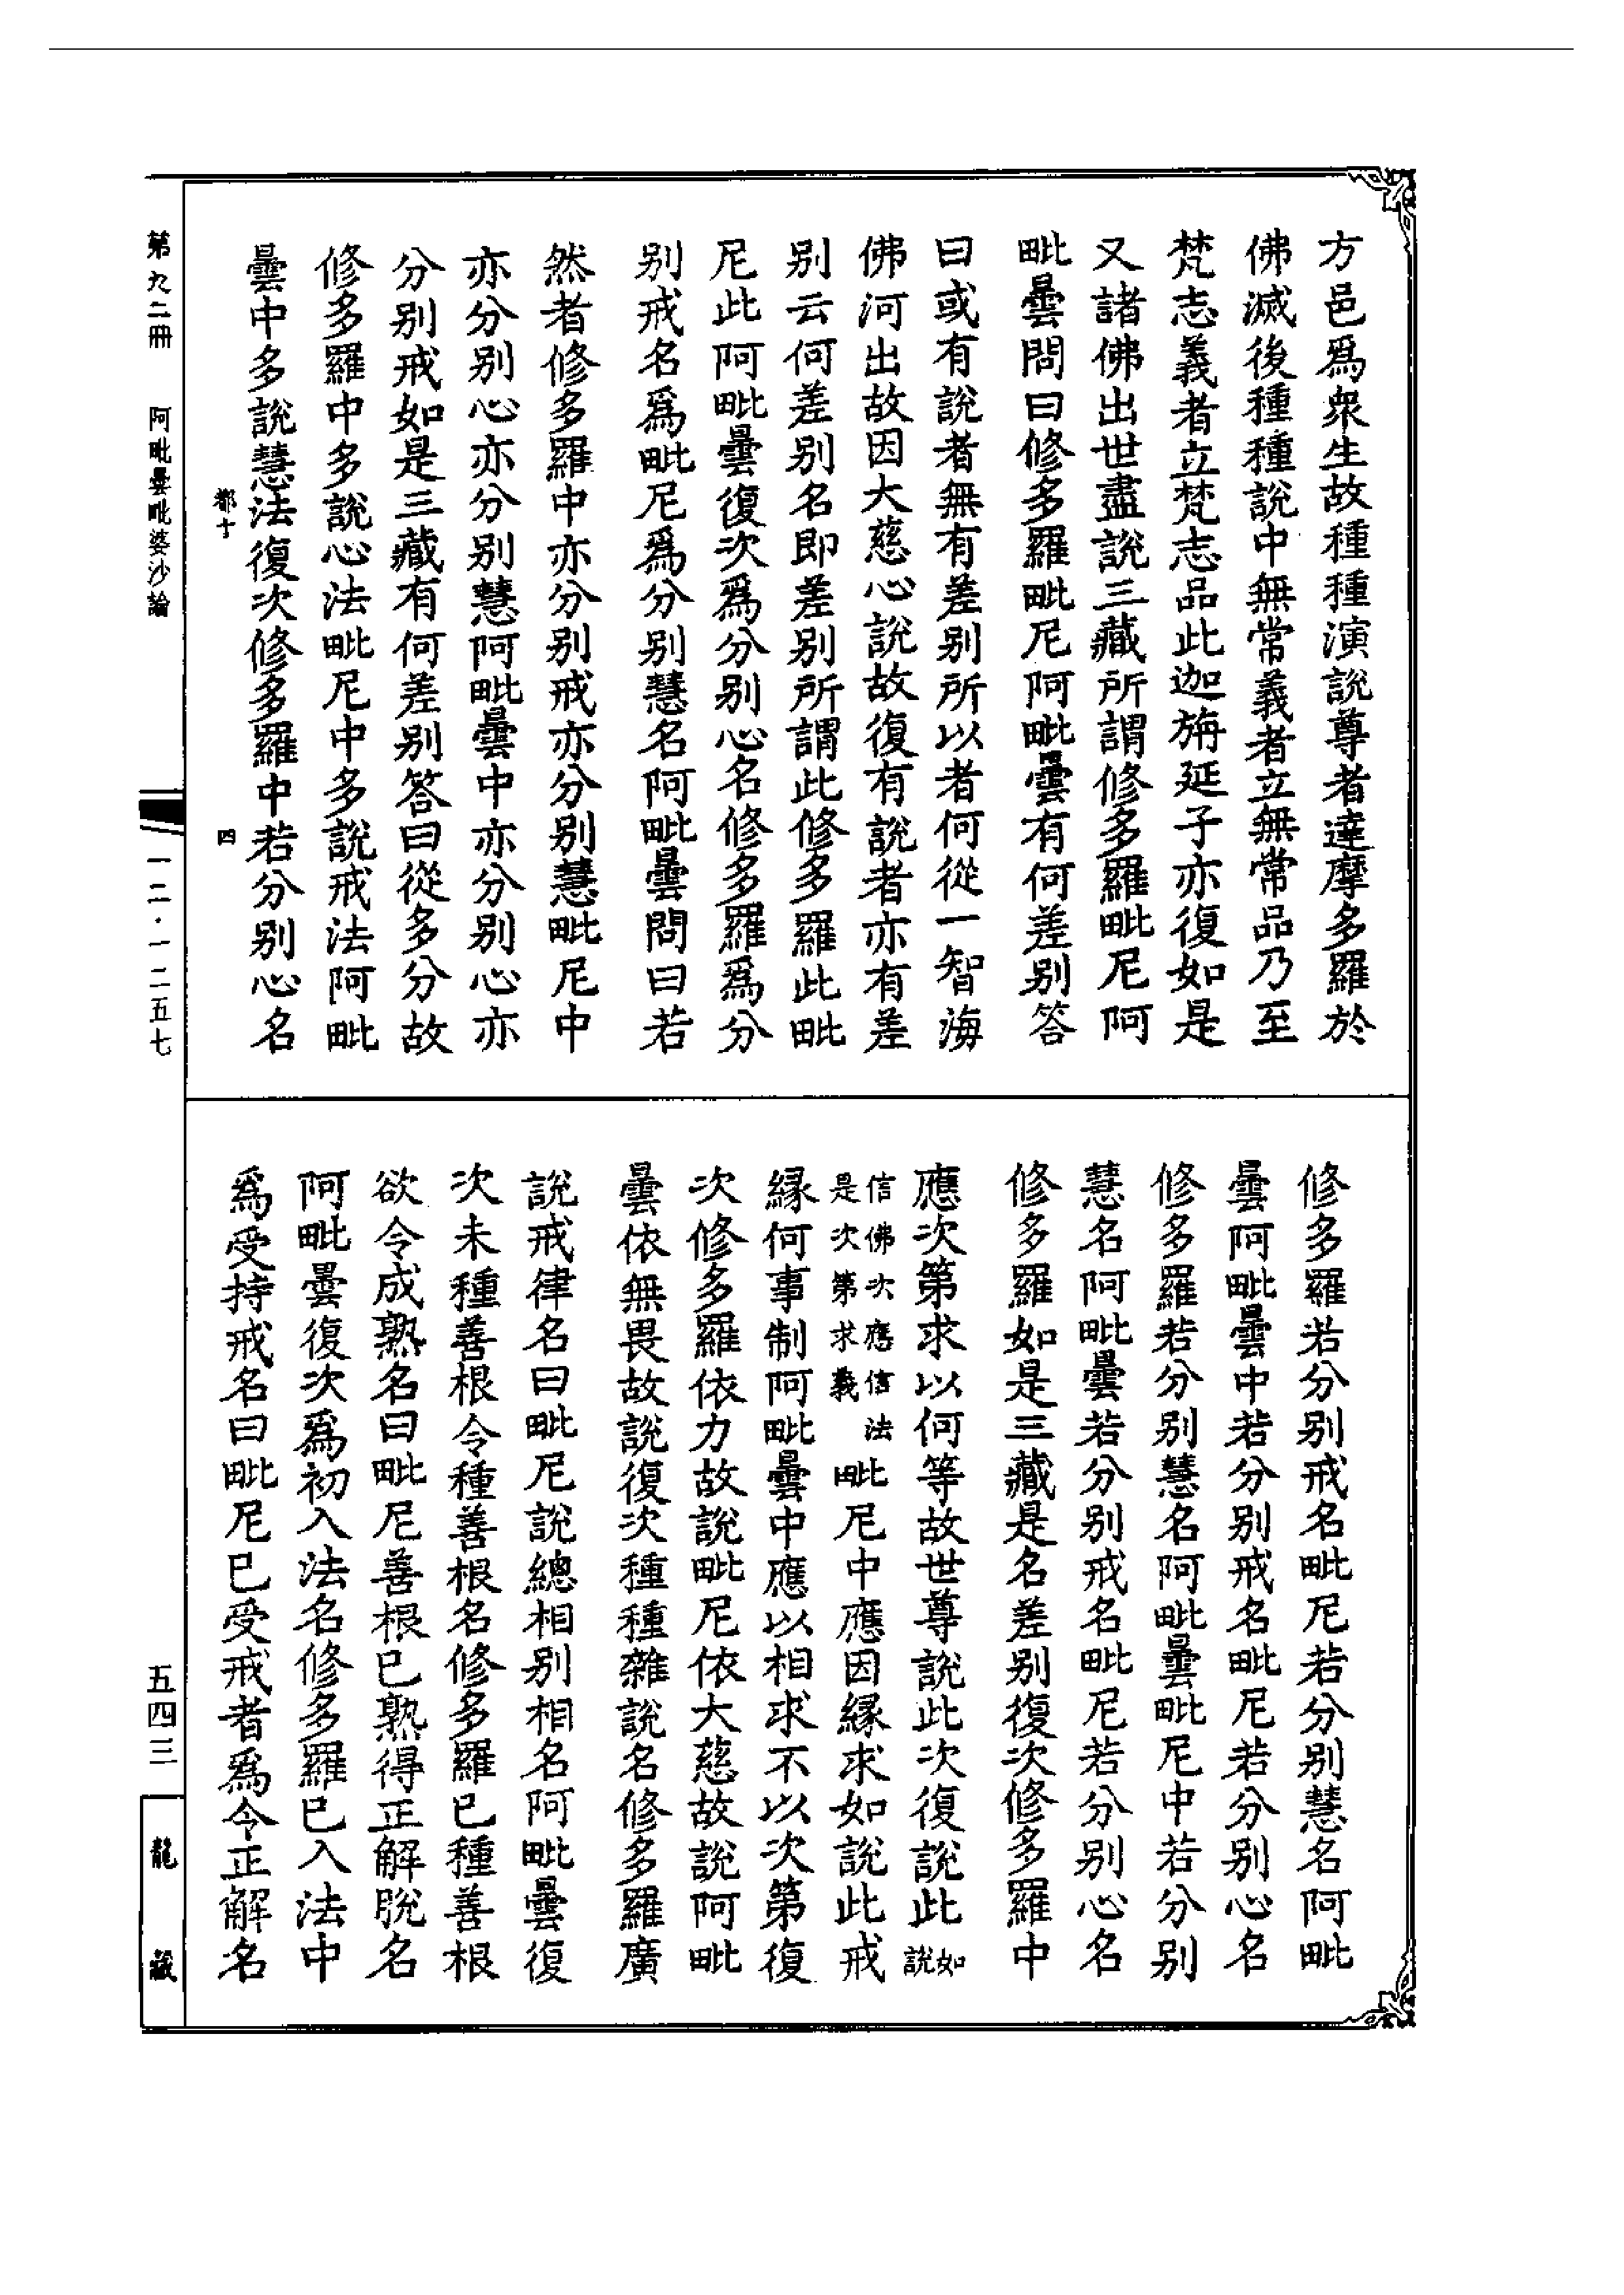 方邑爲衆生故種種演說尊者達摩多羅於
佛滅後種種說中無常義者立無常品乃至
梵志義者立梵志品此迦旃延子亦復如是
又諸佛出世盡說三藏所謂修多羅毗尼阿
毗曇問曰修多羅毗尼阿毗曇有何差別答
曰或有說者無有差別所以者何從一智海
佛河出故因大慈心說故復有說者亦有差
別云何差別名即差別所謂此修多羅此毗
尼此阿毗曇復次爲分別心名修多羅爲分
別戒名爲毗尼爲分別慧名阿毗曇問曰若
然者修多羅中亦分別戒亦分別慧毗尼中
亦分別心亦分別慧阿毗曇中亦分別心亦
分別戒如是三藏有何差別答曰從多分故
修多羅中多說心法毗尼中多說戒法阿毗
曇中多說慧法復次修多羅中若分別心名
都十
四
修多羅若分別戒名毗尼若分別慧名阿毗
曇阿毗曇中若分別戒名毗尼若分別心名
修多羅若分別慧名阿毗曇毗尼中若分別
慧名阿毗曇若分別戒名毗尼若分別心名
修多羅如是三藏是名差別復次修多羅中
應次第求以何等故世尊說此次復說此如說
信佛次應信法是次第求義毗尼中應因緣求如說此戒
緣何事制阿毗曇中應以相求不以次第復
次修多羅依力故說毗尼依大慈故說阿毗
曇依無畏故說復次種種雜說名修多羅廣
說戒律名曰毗尼說總相別相名阿毗曇復
次未種善根令種善根名修多羅已種善根
欲令成熟名曰毗尼善根已熟得正解脫名
阿毗曇復次爲初入法名修多羅已入法中
爲受持戒名曰毗尼已受戒者爲令正解名
第九二冊 阿毗曇毗婆沙論
一二·一二五七
五四三
龍藏